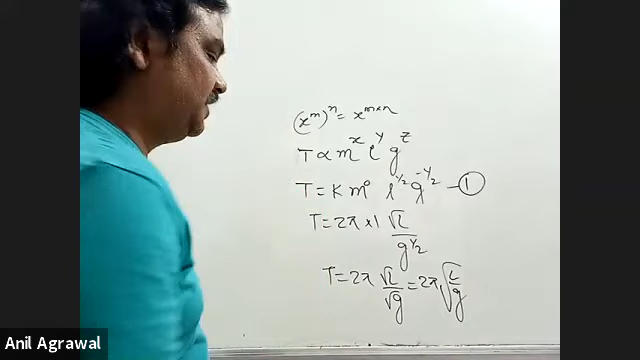 (x^m)^n = x^{m×n}
T ∝ m^x l^y g^z
T = K m^0 l^{1/2} g^{-1/2} —①
T = 2π × 1 √L / g^{1/2}
T = 2π √L/√g = 2π √(L/g)
Anil Agrawal